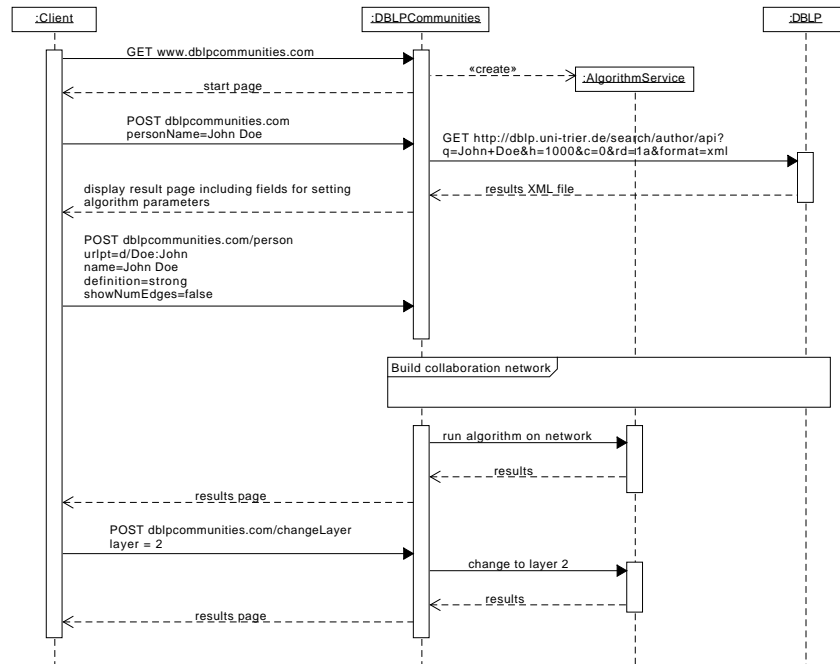 :Client
:DBLPCommunities
:DBLP
GET www.dblpcommunities.com
«create»
:AlgorithmService
start page
POST dblpcommunities.com
personName=John Doe
GET http://dblp.uni-trier.de/search/author/api?
q=John+Doe&h=1000&c=0&rd=1a&format=xml
results XML file
display result page including fields for setting
algorithm parameters
POST dblpcommunities.com/person
urlpt=d/Doe:John
name=John Doe
definition=strong
showNumEdges=false
Build collaboration network
run algorithm on network
results
results page
POST dblpcommunities.com/changeLayer
layer = 2
change to layer 2
results
results page